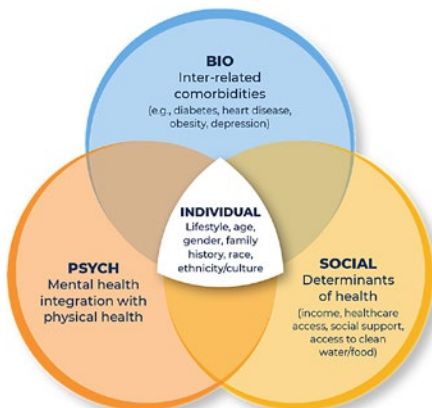 BIO
Inter-related
comorbidities
(e.g., diabetes, heart disease,
obesity, depression)
INDIVIDUAL
Lifestyle, age,
gender, family
history, race,
ethnicity/culture
PSYCH
Mental health
integration with
physical health
SOCIAL
Determinants
of health
(income, healthcare
access, social support,
access to clean
water/food)